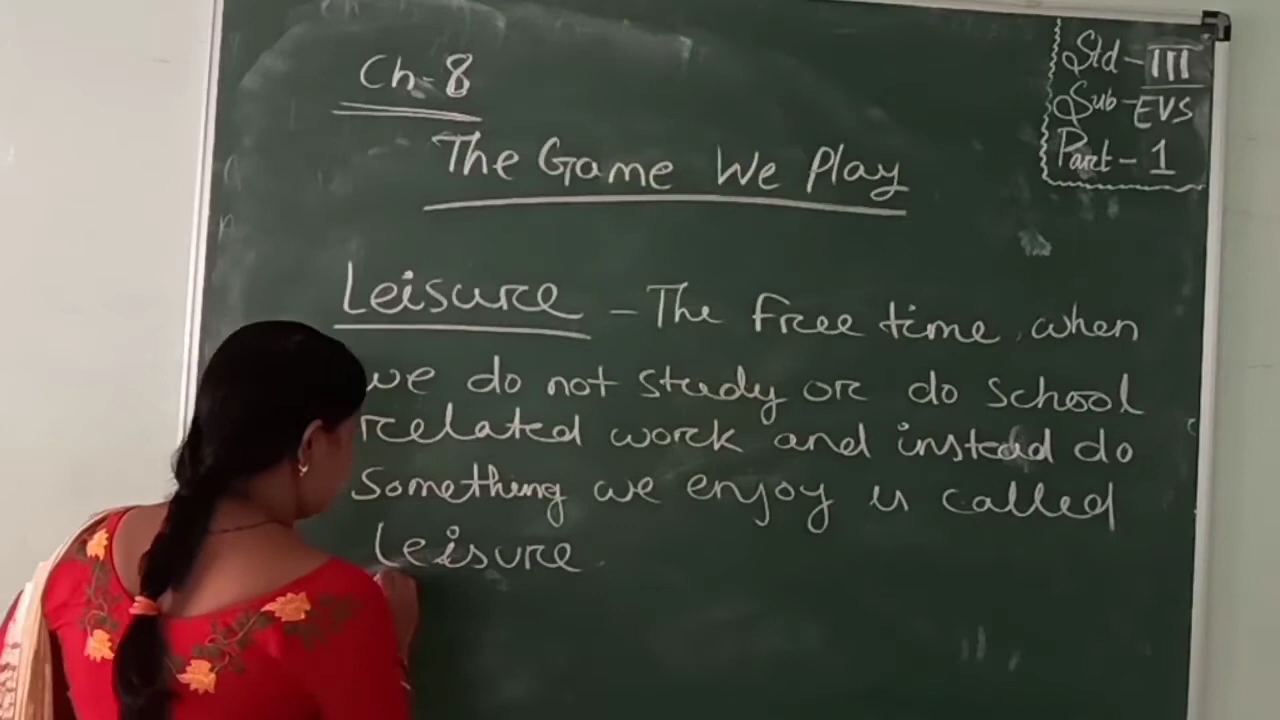 Ch-8
The Game We Play
Std-III
Sub-EVS
Part-1
Leisure - The Free time, when
we do not study or do school
related work and instead do
Something we enjoy is called
Leisure.